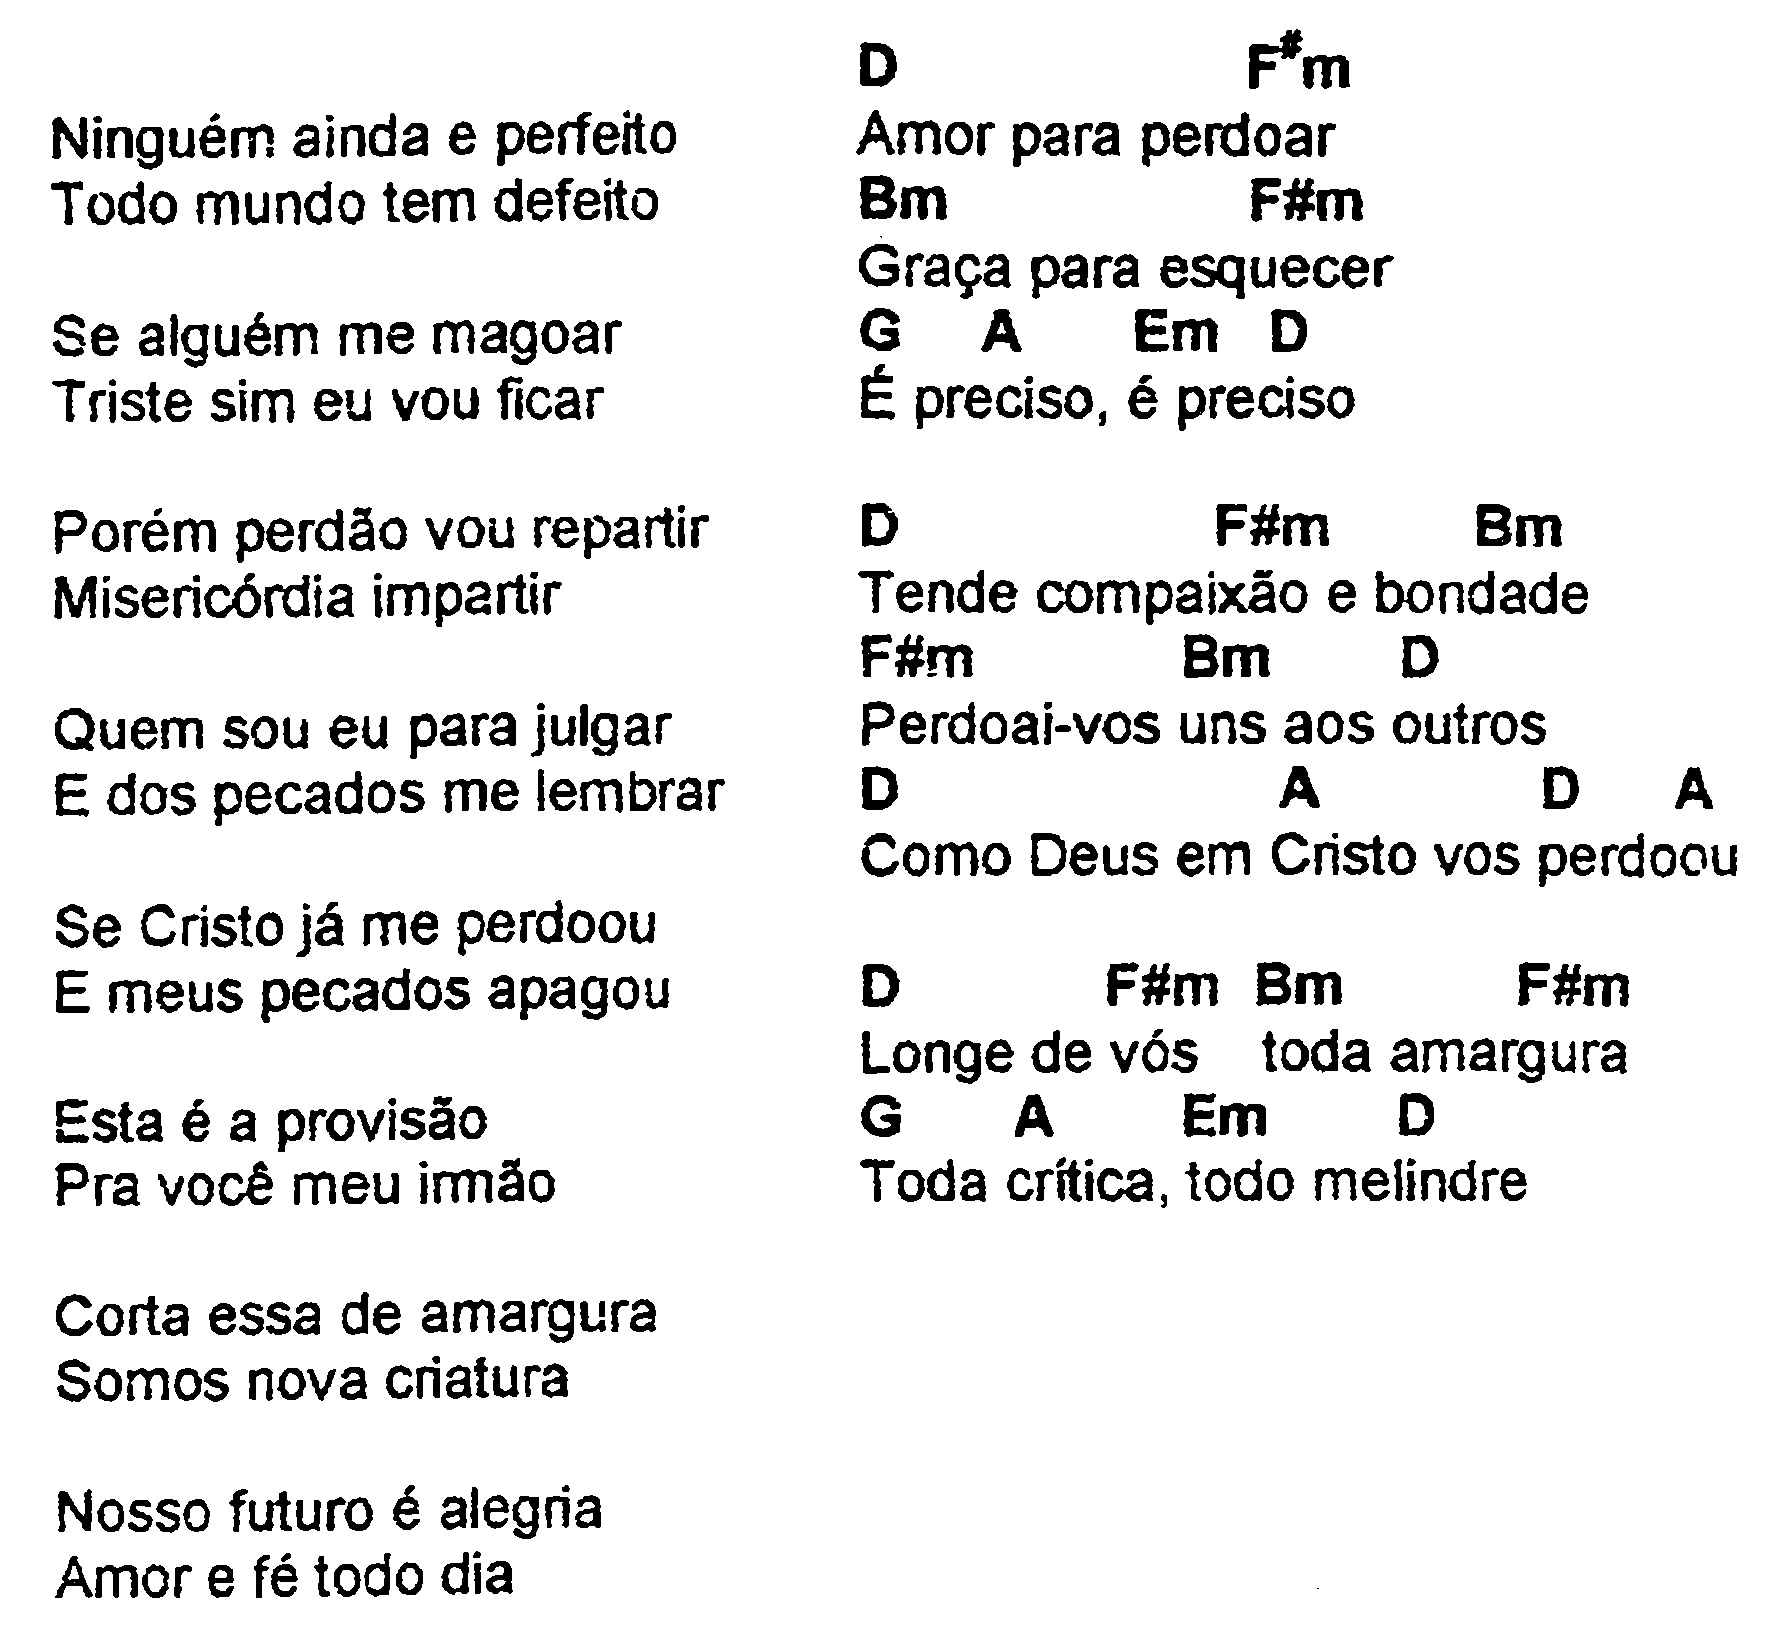 Ninguém ainda e perfeito
Todo mundo tem defeito
Se alguém me magoar
Triste sim eu vou ficar
Porém perdão vou repartir
Misericórdia impartir
Quem sou eu para julgar
E dos pecados me lembrar
Se Cristo já me perdoou
E meus pecados apagou
Esta é a provisão
Pra você meu irmão
Corta essa de amargura
Somos nova criatura
Nosso futuro é alegria
Amor e fé todo dia
D F#m
Amor para perdoar
Bm F#m
Graça para esquecer
G A Em D
É preciso, é preciso
D F#m Bm
Tende compaixão e bondade
F#m Bm D
Perdoai-vos uns aos outros
D A D A
Como Deus em Cristo vos perdoou
D F#m Bm F#m
Longe de vós toda amargura
G A Em D
Toda crítica, todo melindre